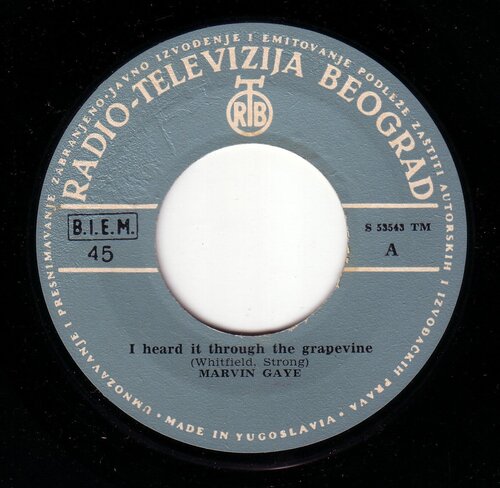 UMNOŽAVANJE I PRESNIMAVANJE ZABRANJENO·JAVNO IZVOĐENJE I EMITOVANJE PODLEŽE ZAŠTITI AUTORSKIH I IZVOĐAČKIH PRAVA·
RADIO-TELEVIZIJA BEOGRAD
RTB
B.I.E.M.
45
S 53543 TM
A
I heard it through the grapevine
(Whitfield, Strong)
MARVIN GAYE
·MADE IN YUGOSLAVIA·